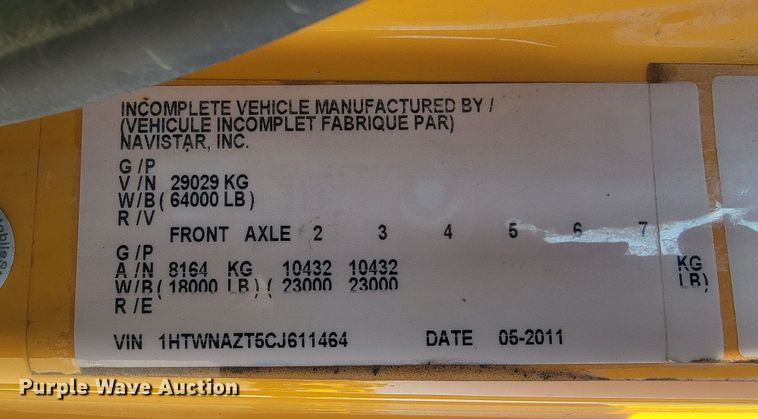 INCOMPLETE VEHICLE MANUFACTURED BY /
(VEHICULE INCOMPLET FABRIQUE PAR)
NAVISTAR, INC.
G /P
V /N 29029 KG
W/B ( 64000 LB )
R /V
FRONT AXLE 2 3 4 5 6 7
G /P
A /N 8164 KG 10432 10432 KG
W/B ( 18000 LB ) ( 23000 23000 LB )
R /E
VIN 1HTWNAZT5CJ611464 DATE 05-2011
Purple Wave Auction